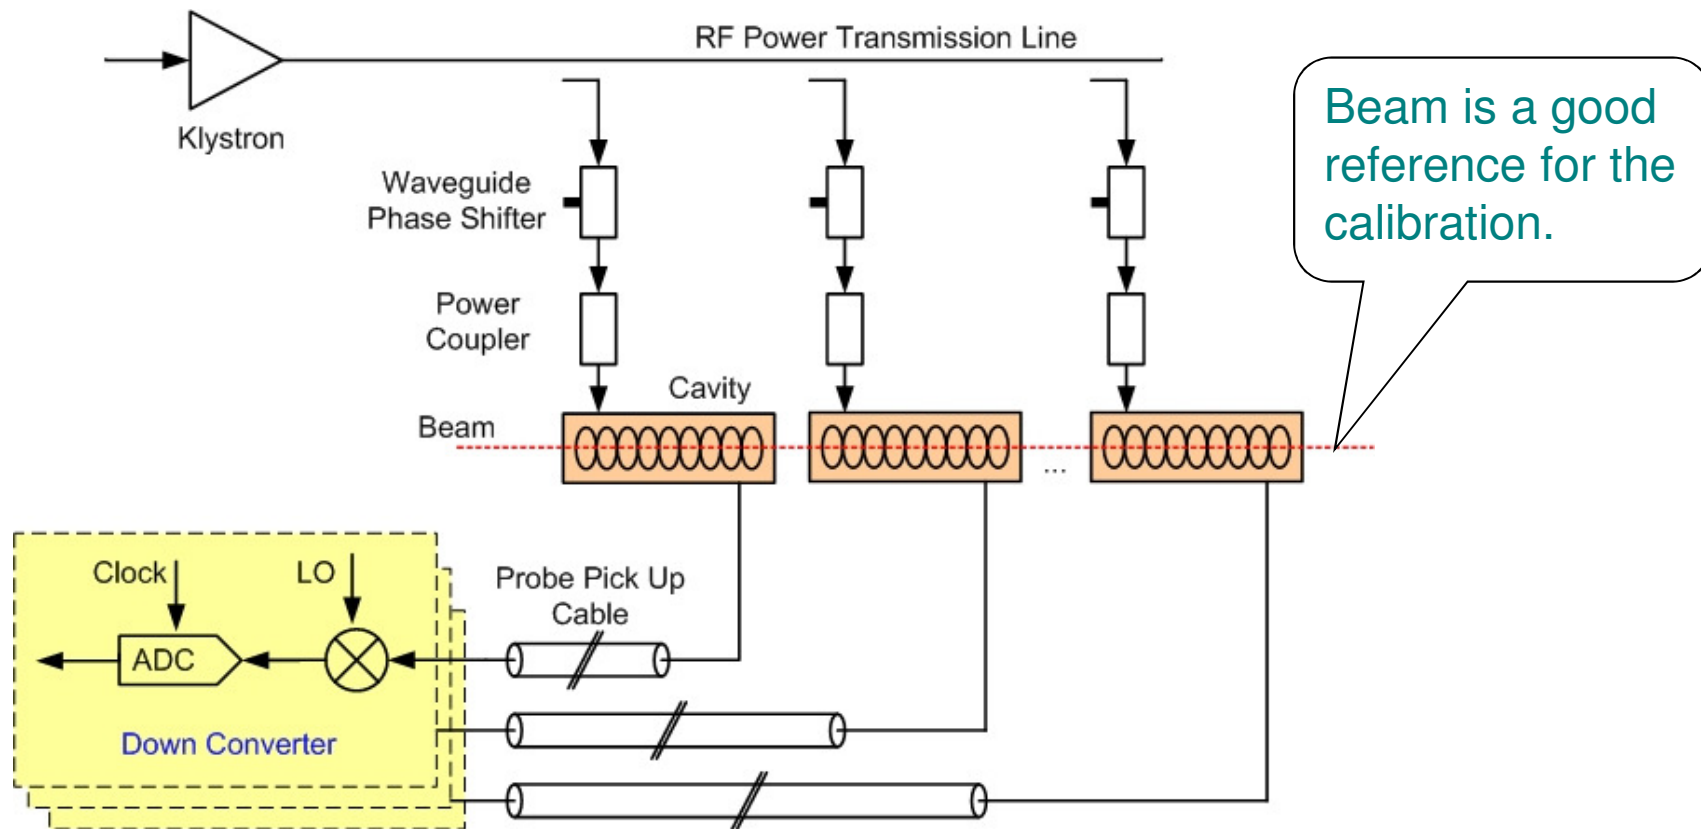 RF Power Transmission Line
Klystron
Beam is a good
reference for the
calibration.
Waveguide
Phase Shifter
Power
Coupler
Cavity
Beam
...
Clock
LO
Probe Pick Up
Cable
ADC
Down Converter